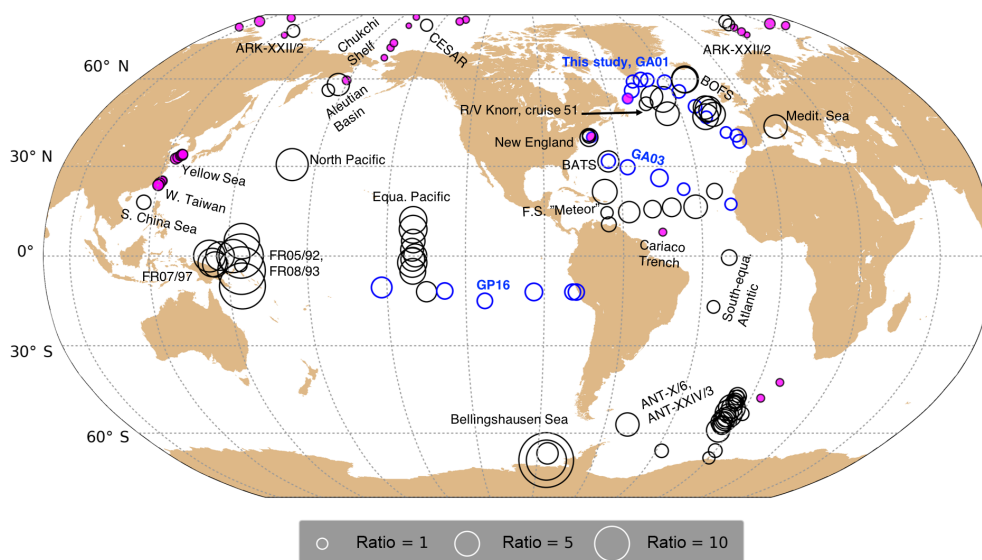 ARK-XXII/2
Chukchi
Shelf
CESAR
ARK-XXII/2
60° N
This study, GA01
BOFS
Aleutian
Basin
R/V Knorr, cruise 51
Medit. Sea
New England
30° N
Yellow Sea
North Pacific
BATS
GA03
W. Taiwan
Equa. Pacific
F.S. "Meteor"
S. China Sea
Cariaco
Trench
0°
FR05/92,
FR08/93
FR07/97
South-equa,
Atlantic
GP16
30° S
ANT-X/6,
ANT-XXIV/3
Bellingshausen Sea
60° S
Ratio = 1
Ratio = 5
Ratio = 10